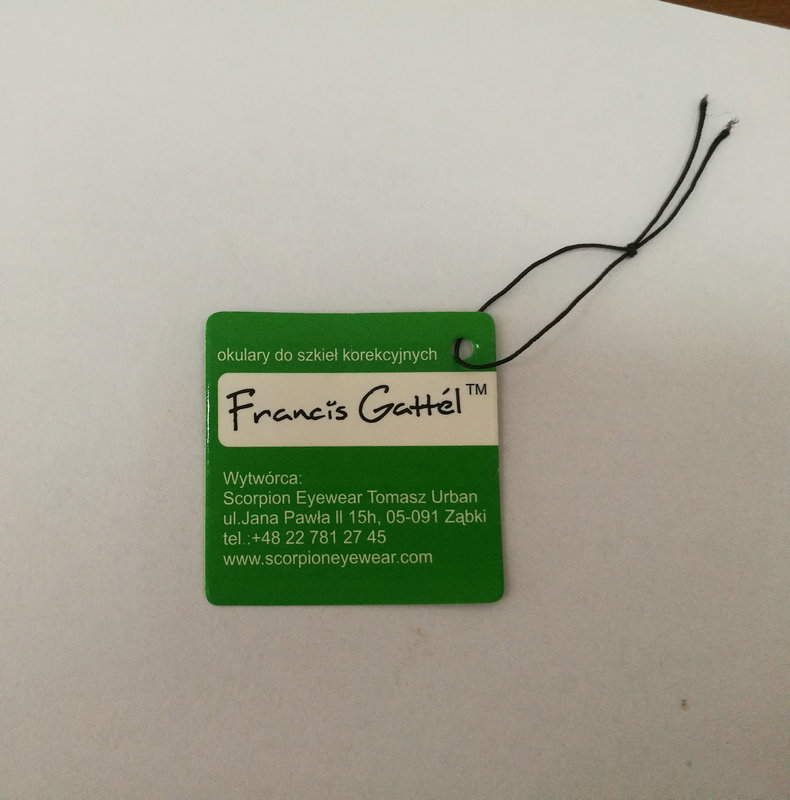 okulary do szkieł korekcyjnych
Francis Gattél™
Wytwórca:
Scorpion Eyewear Tomasz Urban
ul.Jana Pawła ll 15h, 05-091 Ząbki
tel.:+48 22 781 27 45
www.scorpioneyewear.com